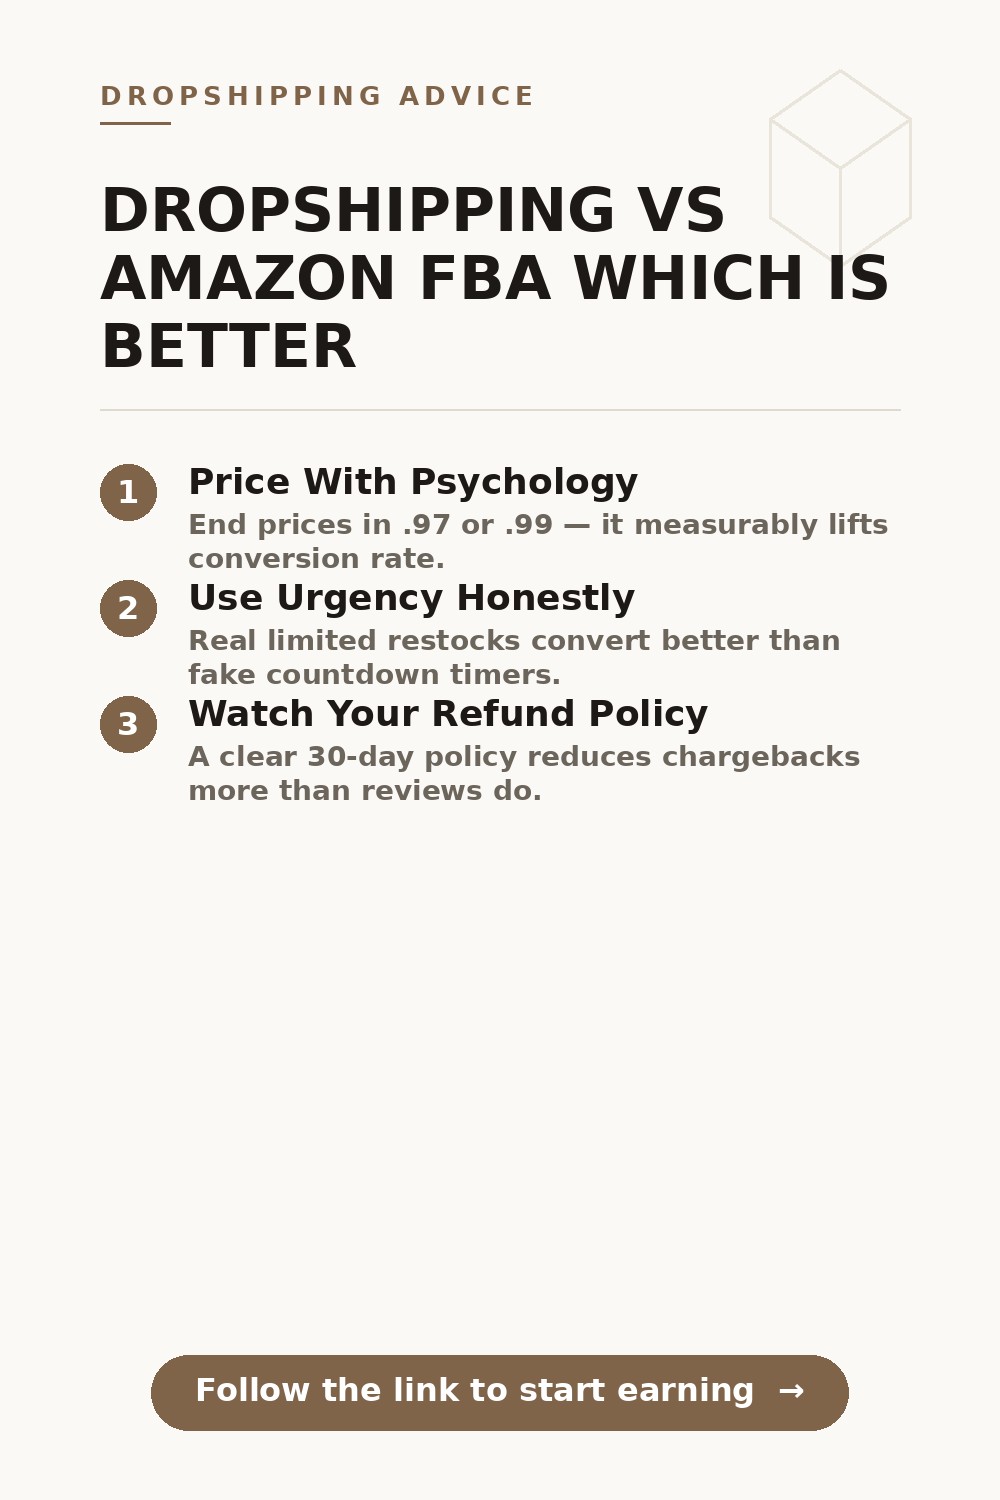 DROPSHIPPING ADVICE
DROPSHIPPING VS
AMAZON FBA WHICH IS
BETTER
1 Price With Psychology
End prices in .97 or .99 — it measurably lifts
conversion rate.
2 Use Urgency Honestly
Real limited restocks convert better than
fake countdown timers.
3 Watch Your Refund Policy
A clear 30-day policy reduces chargebacks
more than reviews do.
Follow the link to start earning →